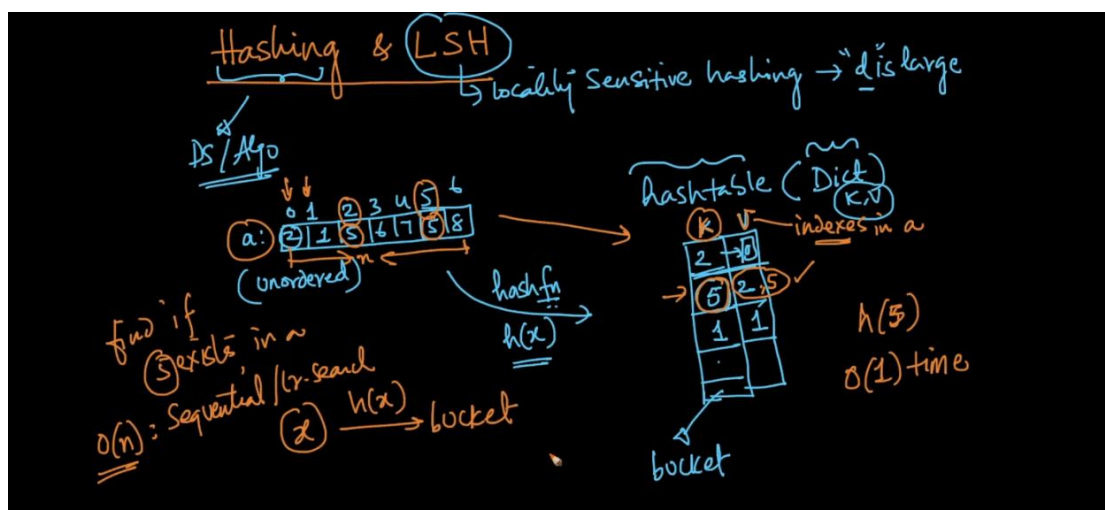 Hashing & LSH
Locality Sensitive hashing → "d is large"
DS/Algo
0 1 2 3 4 5 6
a: 2 1 5 6 7 5 8
n
(unordered)
hashtable (Dict)
K,V
K V indexes in a
2 → 0
5 2,5 ✓
1 1
.
hash fn
h(x)
h(5)
O(1) time
find if
5 exists in a
O(n): Sequential/Lr. Search
x h(x) → bucket
bucket